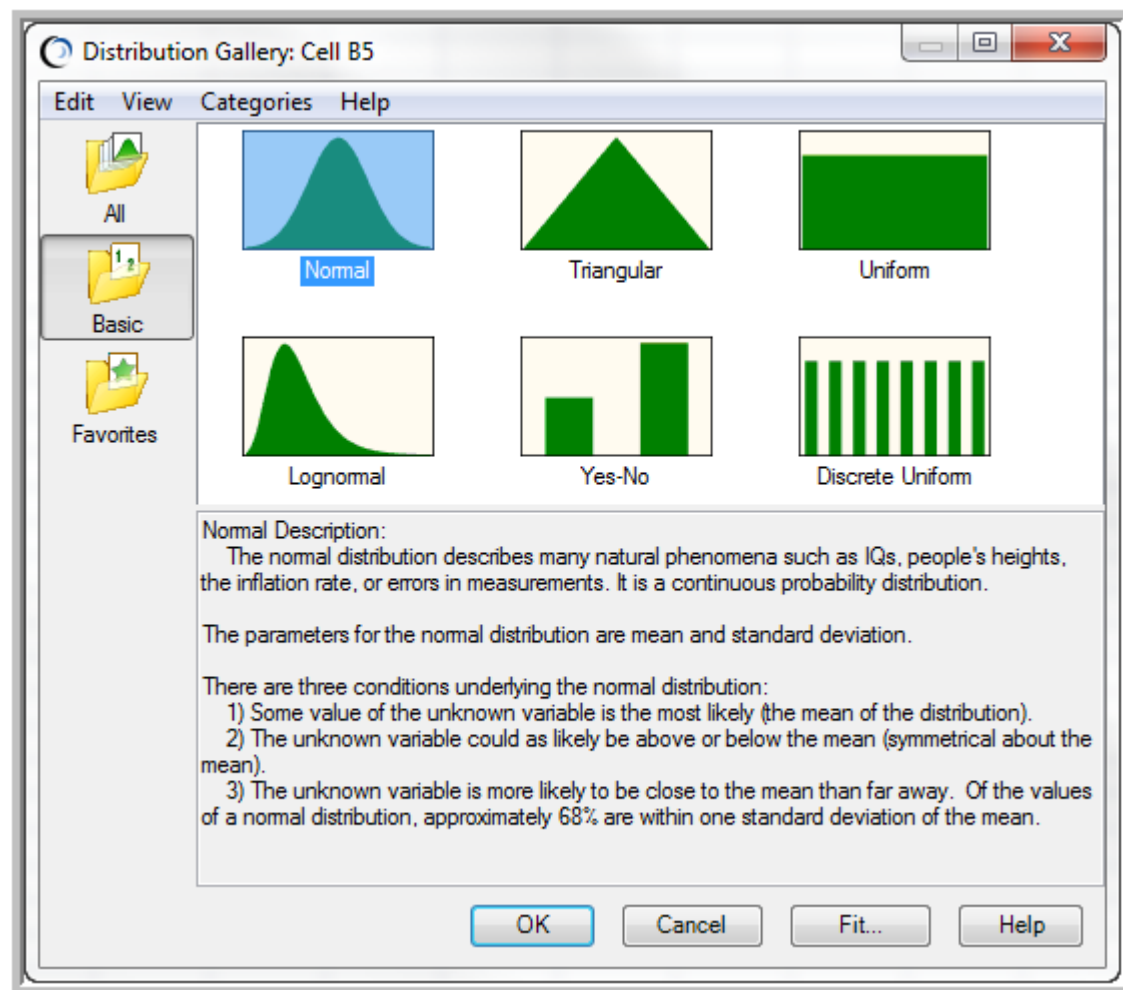 Distribution Gallery: Cell B5
Edit View Categories Help
All
Basic
Favorites
Normal Triangular Uniform
Lognormal Yes-No Discrete Uniform
Normal Description:
The normal distribution describes many natural phenomena such as IQs, people's heights,
the inflation rate, or errors in measurements. It is a continuous probability distribution.
The parameters for the normal distribution are mean and standard deviation.
There are three conditions underlying the normal distribution:
1) Some value of the unknown variable is the most likely (the mean of the distribution).
2) The unknown variable could as likely be above or below the mean (symmetrical about the
mean).
3) The unknown variable is more likely to be close to the mean than far away. Of the values
of a normal distribution, approximately 68% are within one standard deviation of the mean.
OK Cancel Fit... Help